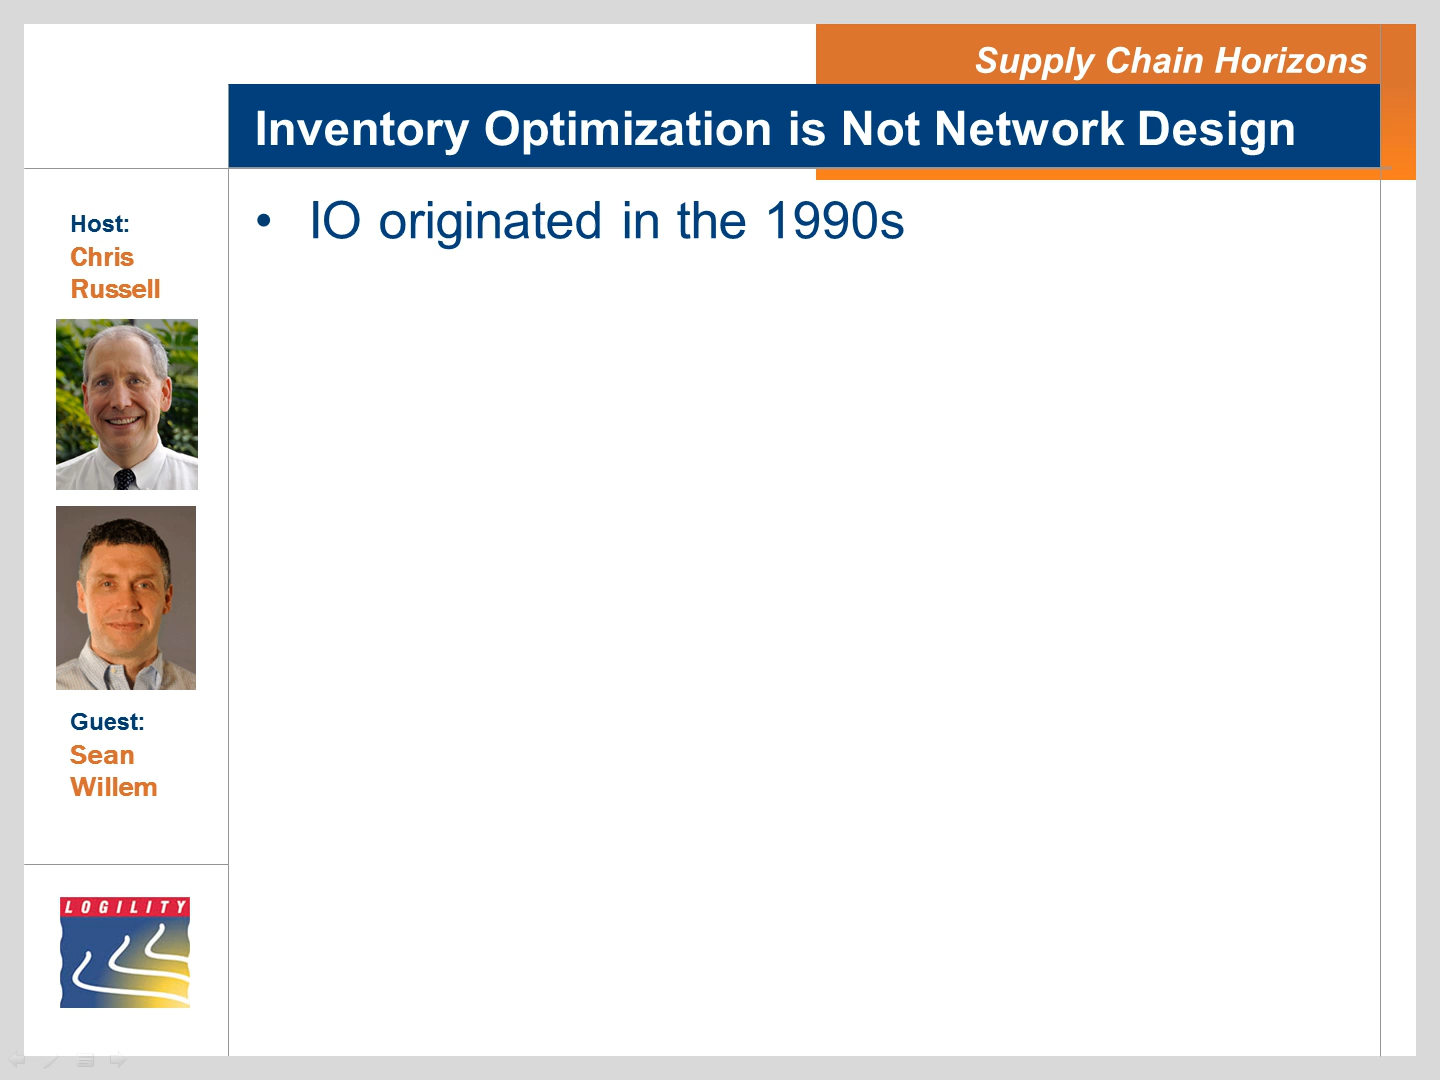 Supply Chain Horizons
Inventory Optimization is Not Network Design
• IO originated in the 1990s
Host:
Chris
Russell
Guest:
Sean
Willem
LOGILITY